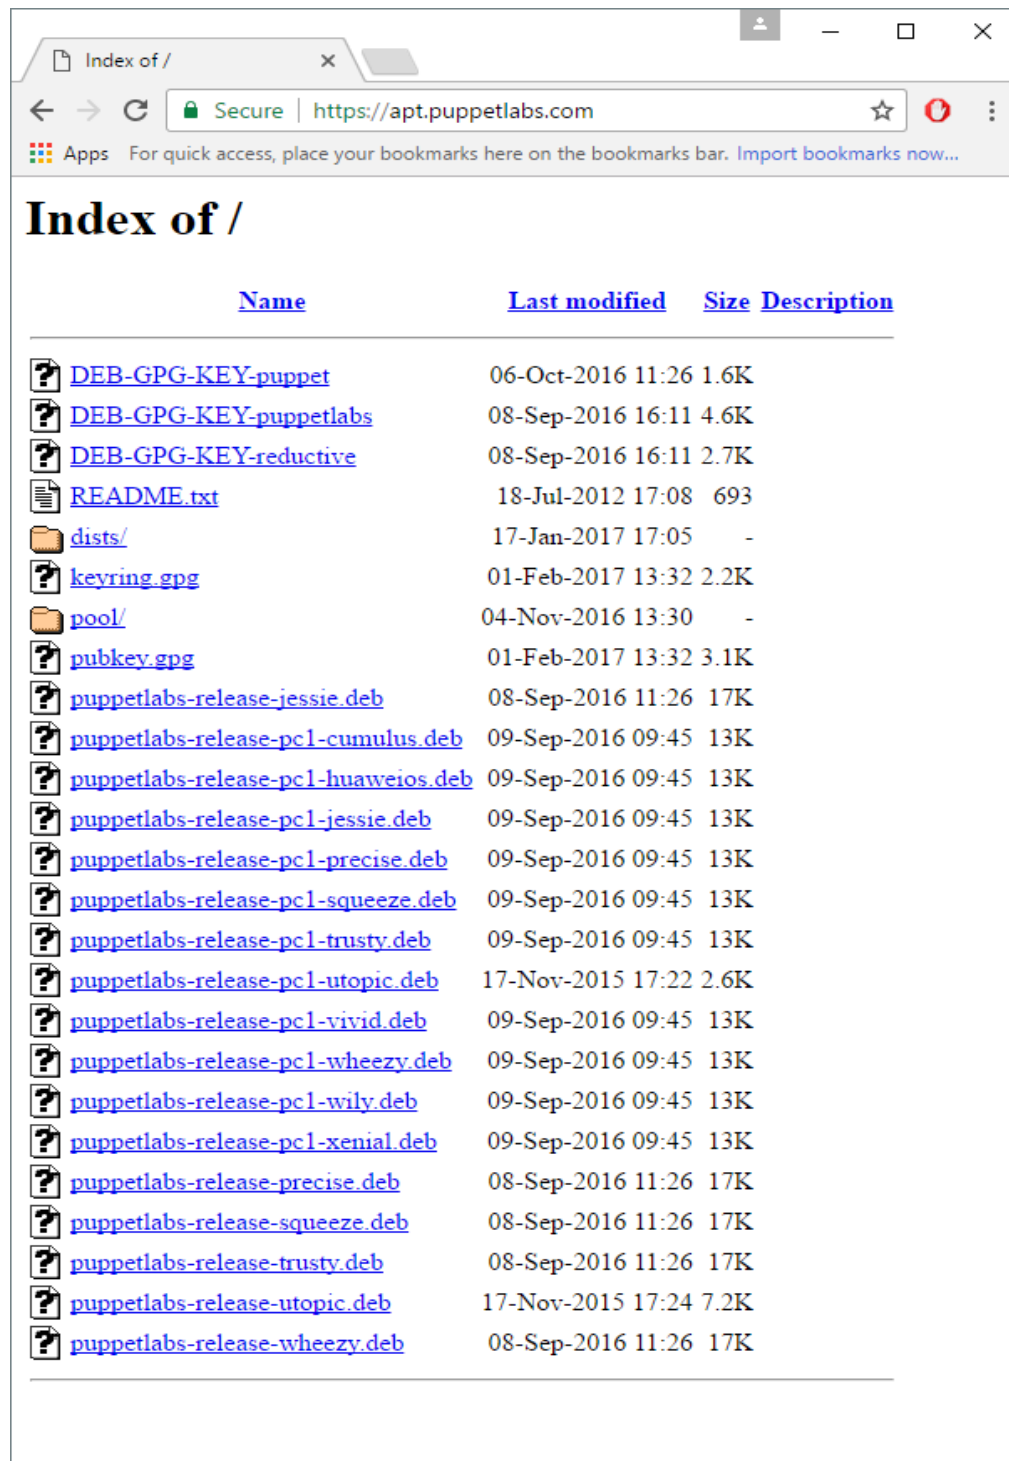 Index of /
Secure | https://apt.puppetlabs.com
Apps For quick access, place your bookmarks here on the bookmarks bar. Import bookmarks now...
Index of /
Name Last modified Size Description
DEB-GPG-KEY-puppet 06-Oct-2016 11:26 1.6K
DEB-GPG-KEY-puppetlabs 08-Sep-2016 16:11 4.6K
DEB-GPG-KEY-reductive 08-Sep-2016 16:11 2.7K
README.txt 18-Jul-2012 17:08 693
dists/ 17-Jan-2017 17:05 -
keyring.gpg 01-Feb-2017 13:32 2.2K
pool/ 04-Nov-2016 13:30 -
pubkey.gpg 01-Feb-2017 13:32 3.1K
puppetlabs-release-jessie.deb 08-Sep-2016 11:26 17K
puppetlabs-release-pc1-cumulus.deb 09-Sep-2016 09:45 13K
puppetlabs-release-pc1-huaweios.deb 09-Sep-2016 09:45 13K
puppetlabs-release-pc1-jessie.deb 09-Sep-2016 09:45 13K
puppetlabs-release-pc1-precise.deb 09-Sep-2016 09:45 13K
puppetlabs-release-pc1-squeeze.deb 09-Sep-2016 09:45 13K
puppetlabs-release-pc1-trusty.deb 09-Sep-2016 09:45 13K
puppetlabs-release-pc1-utopic.deb 17-Nov-2015 17:22 2.6K
puppetlabs-release-pc1-vivid.deb 09-Sep-2016 09:45 13K
puppetlabs-release-pc1-wheezy.deb 09-Sep-2016 09:45 13K
puppetlabs-release-pc1-wily.deb 09-Sep-2016 09:45 13K
puppetlabs-release-pc1-xenial.deb 09-Sep-2016 09:45 13K
puppetlabs-release-precise.deb 08-Sep-2016 11:26 17K
puppetlabs-release-squeeze.deb 08-Sep-2016 11:26 17K
puppetlabs-release-trusty.deb 08-Sep-2016 11:26 17K
puppetlabs-release-utopic.deb 17-Nov-2015 17:24 7.2K
puppetlabs-release-wheezy.deb 08-Sep-2016 11:26 17K